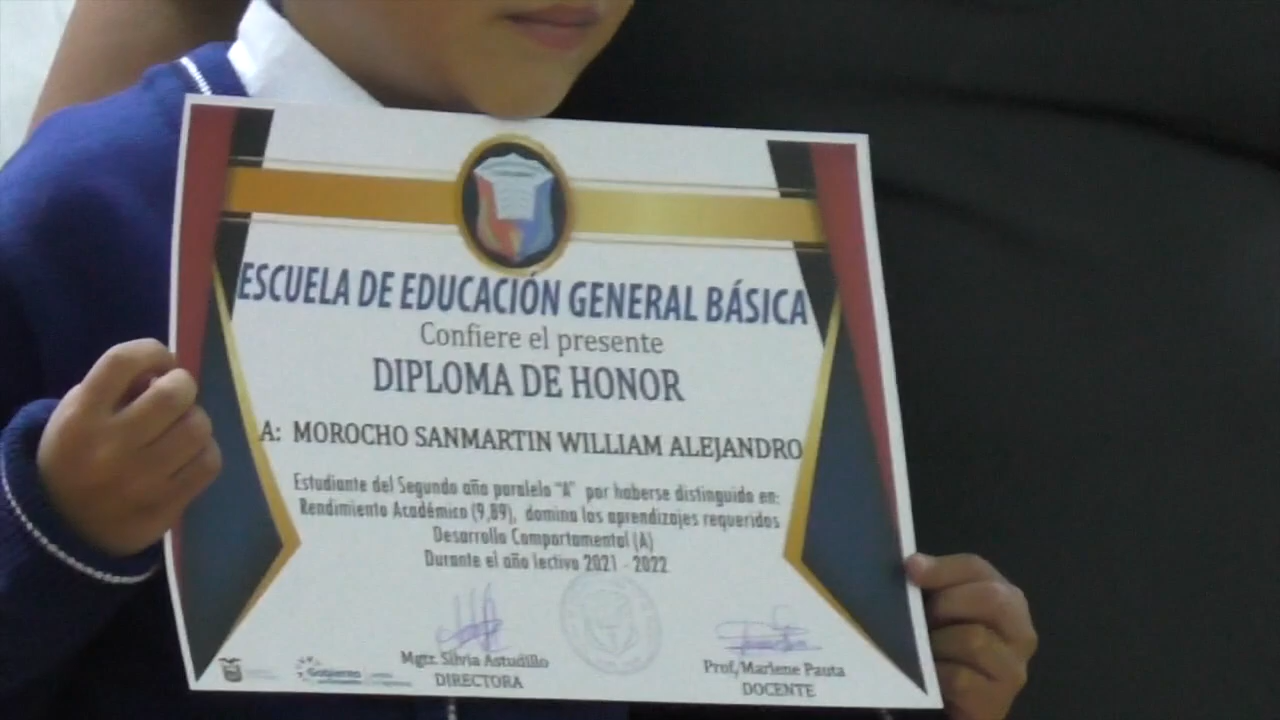 ESCUELA DE EDUCACIÓN GENERAL BÁSICA
Confiere el presente
DIPLOMA DE HONOR
A: MOROCHO SANMARTIN WILLIAM ALEJANDRO
Estudiante del Segundo año paralelo "A" por haberse distinguido en:
Rendimiento Académico (9,89), domina los aprendizajes requeridos
Desarrollo Comportamental (A)
Durante el año lectivo 2021 - 2022
Mgtr. Silvia Astudillo
DIRECTORA
Prof. Marlene Pauta
DOCENTE
Gobierno